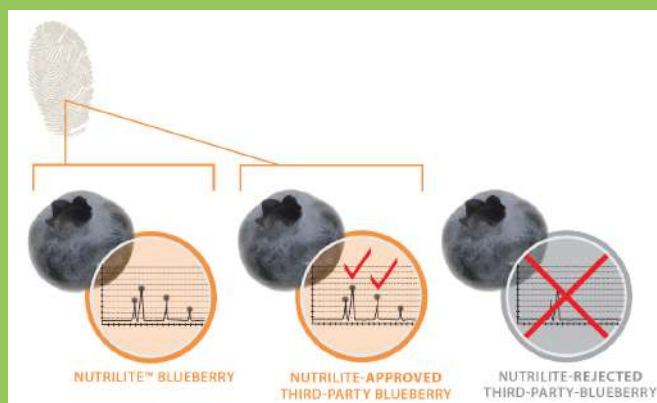 NUTRILITE™ BLUEBERRY
NUTRILITE-APPROVED
THIRD-PARTY BLUEBERRY
NUTRILITE-REJECTED
THIRD-PARTY-BLUEBERRY